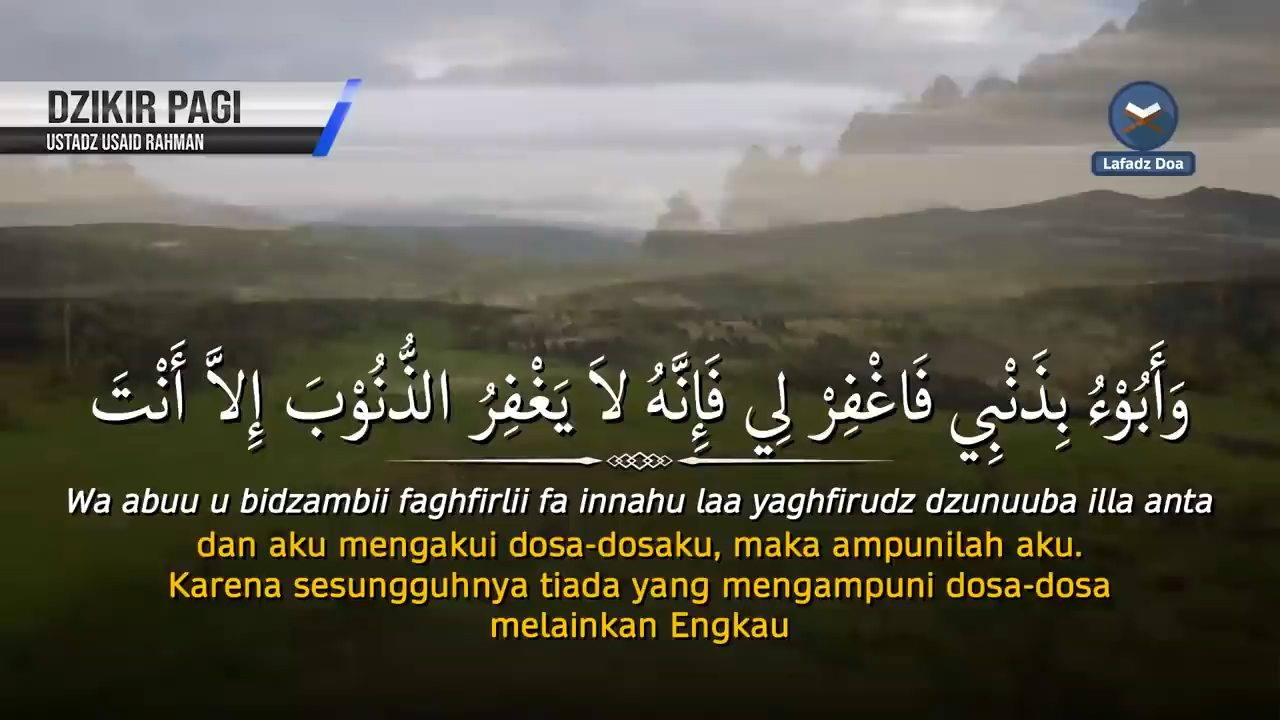 DZIKIR PAGI
USTADZ USAID RAHMAN
Lafadz Doa
وَأَبُوْءُ بِذَنْبِي فَاغْفِرْ لِي فَإِنَّهُ لاَ يَغْفِرُ الذُّنُوْبَ إِلاَّ أَنْتَ
Wa abuu u bidzambii faghfirlii fa innahu laa yaghfirudz dzunuuba illa anta
dan aku mengakui dosa-dosaku, maka ampunilah aku.
Karena sesungguhnya tiada yang mengampuni dosa-dosa
melainkan Engkau